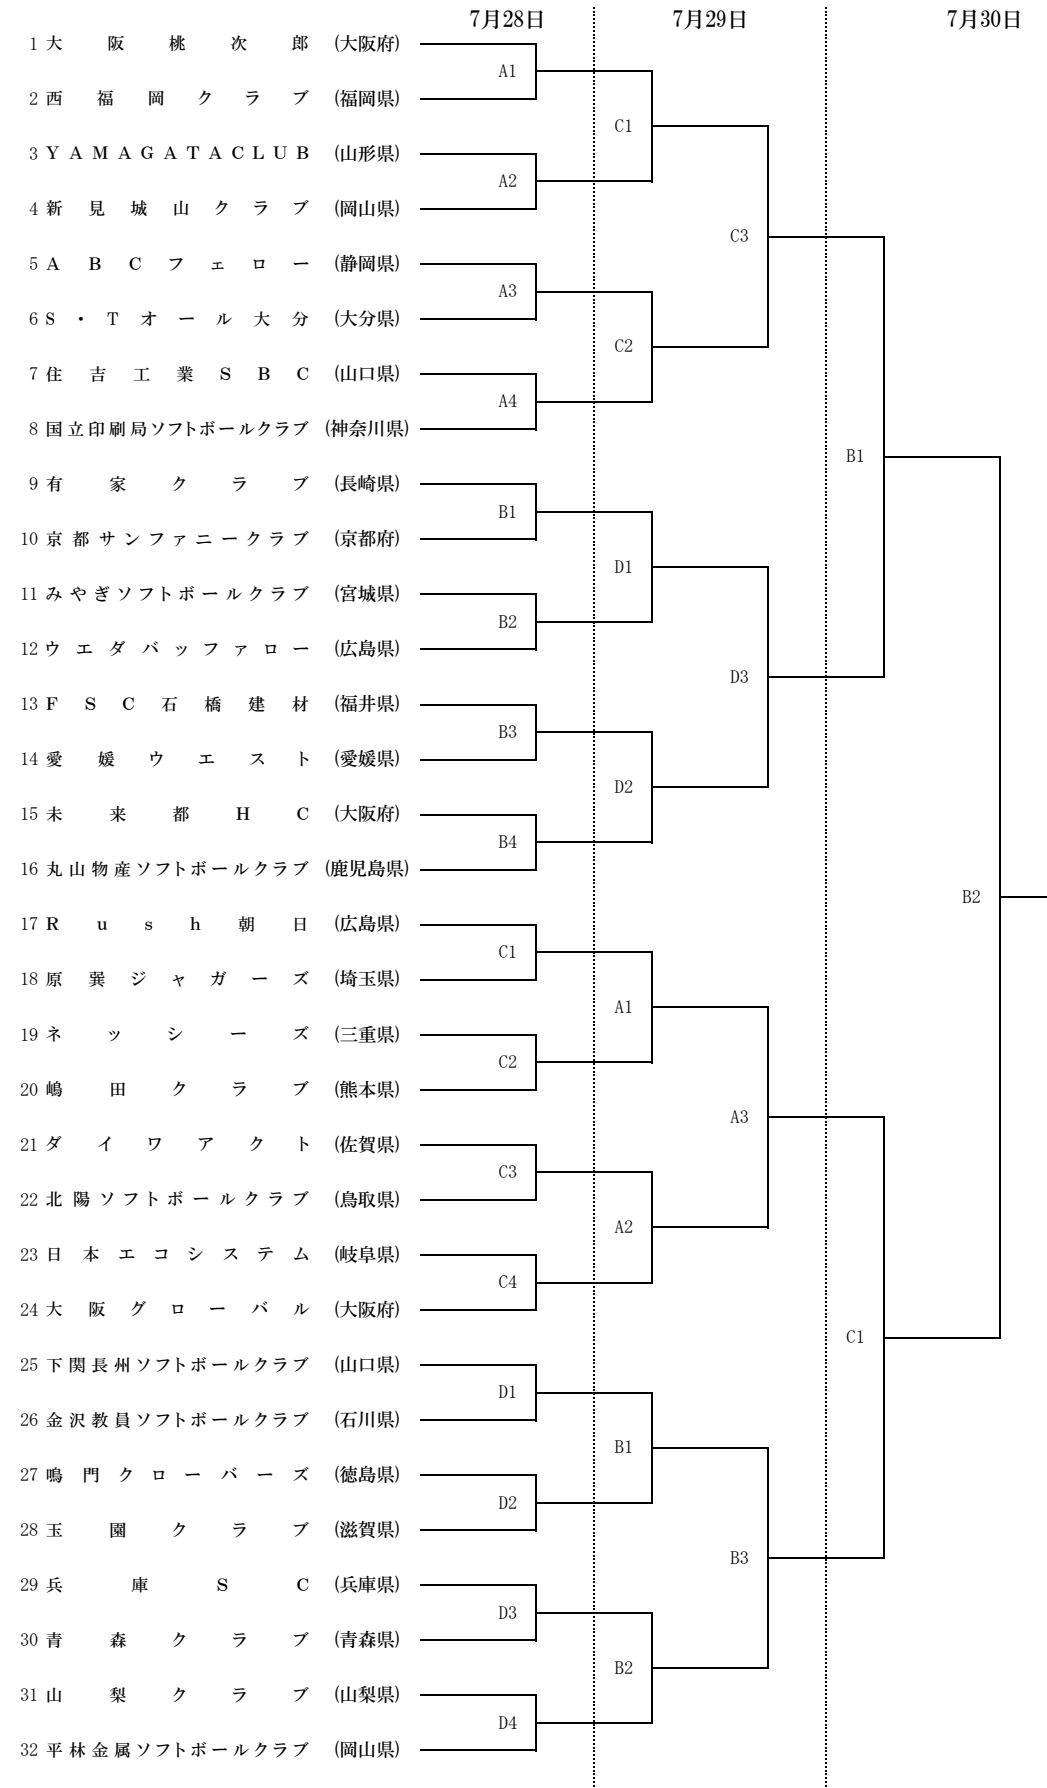 7月28日 7月29日 7月30日
1 大阪桃次郎 (大阪府)
A1
2 西福岡クラブ (福岡県)
C1
3 YAMAGATACLUB (山形県)
A2
4 新見城山クラブ (岡山県)
C3
5 ABCフェロー (静岡県)
A3
6 S・Tオール大分 (大分県)
C2
7 住吉工業SBC (山口県)
A4
8 国立印刷局ソフトボールクラブ (神奈川県)
B1
9 有家クラブ (長崎県)
B1
10 京都サンファニークラブ (京都府)
D1
11 みやぎソフトボールクラブ (宮城県)
B2
12 ウエダバッファロー (広島県)
D3
13 FSC石橋建材 (福井県)
B3
14 愛媛ウエスト (愛媛県)
D2
15 未来都HC (大阪府)
B4
16 丸山物産ソフトボールクラブ (鹿児島県)
B2
17 Rush朝日 (広島県)
C1
18 原巽ジャガーズ (埼玉県)
A1
19 ネッシーズ (三重県)
C2
20 嶋田クラブ (熊本県)
A3
21 ダイワアクト (佐賀県)
C3
22 北陽ソフトボールクラブ (鳥取県)
A2
23 日本エコシステム (岐阜県)
C4
24 大阪グローバル (大阪府)
C1
25 下関長州ソフトボールクラブ (山口県)
D1
26 金沢教員ソフトボールクラブ (石川県)
B1
27 鳴門クローバーズ (徳島県)
D2
28 玉園クラブ (滋賀県)
B3
29 兵庫SC (兵庫県)
D3
30 青森クラブ (青森県)
B2
31 山梨クラブ (山梨県)
D4
32 平林金属ソフトボールクラブ (岡山県)